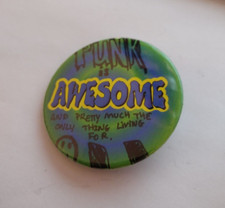 PUNK
IS
AWESOME
AND PRETTY MUCH THE
ONLY THING LIVING
FOR.